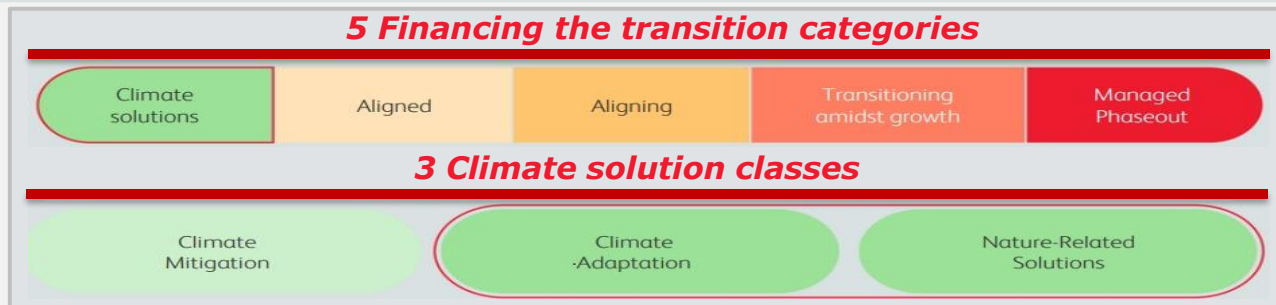 5 Financing the transition categories
Climate
solutions
Aligned
Aligning
Transitioning
amidst growth
Managed
Phaseout
3 Climate solution classes
Climate
Mitigation
Climate
·Adaptation
Nature-Related
Solutions